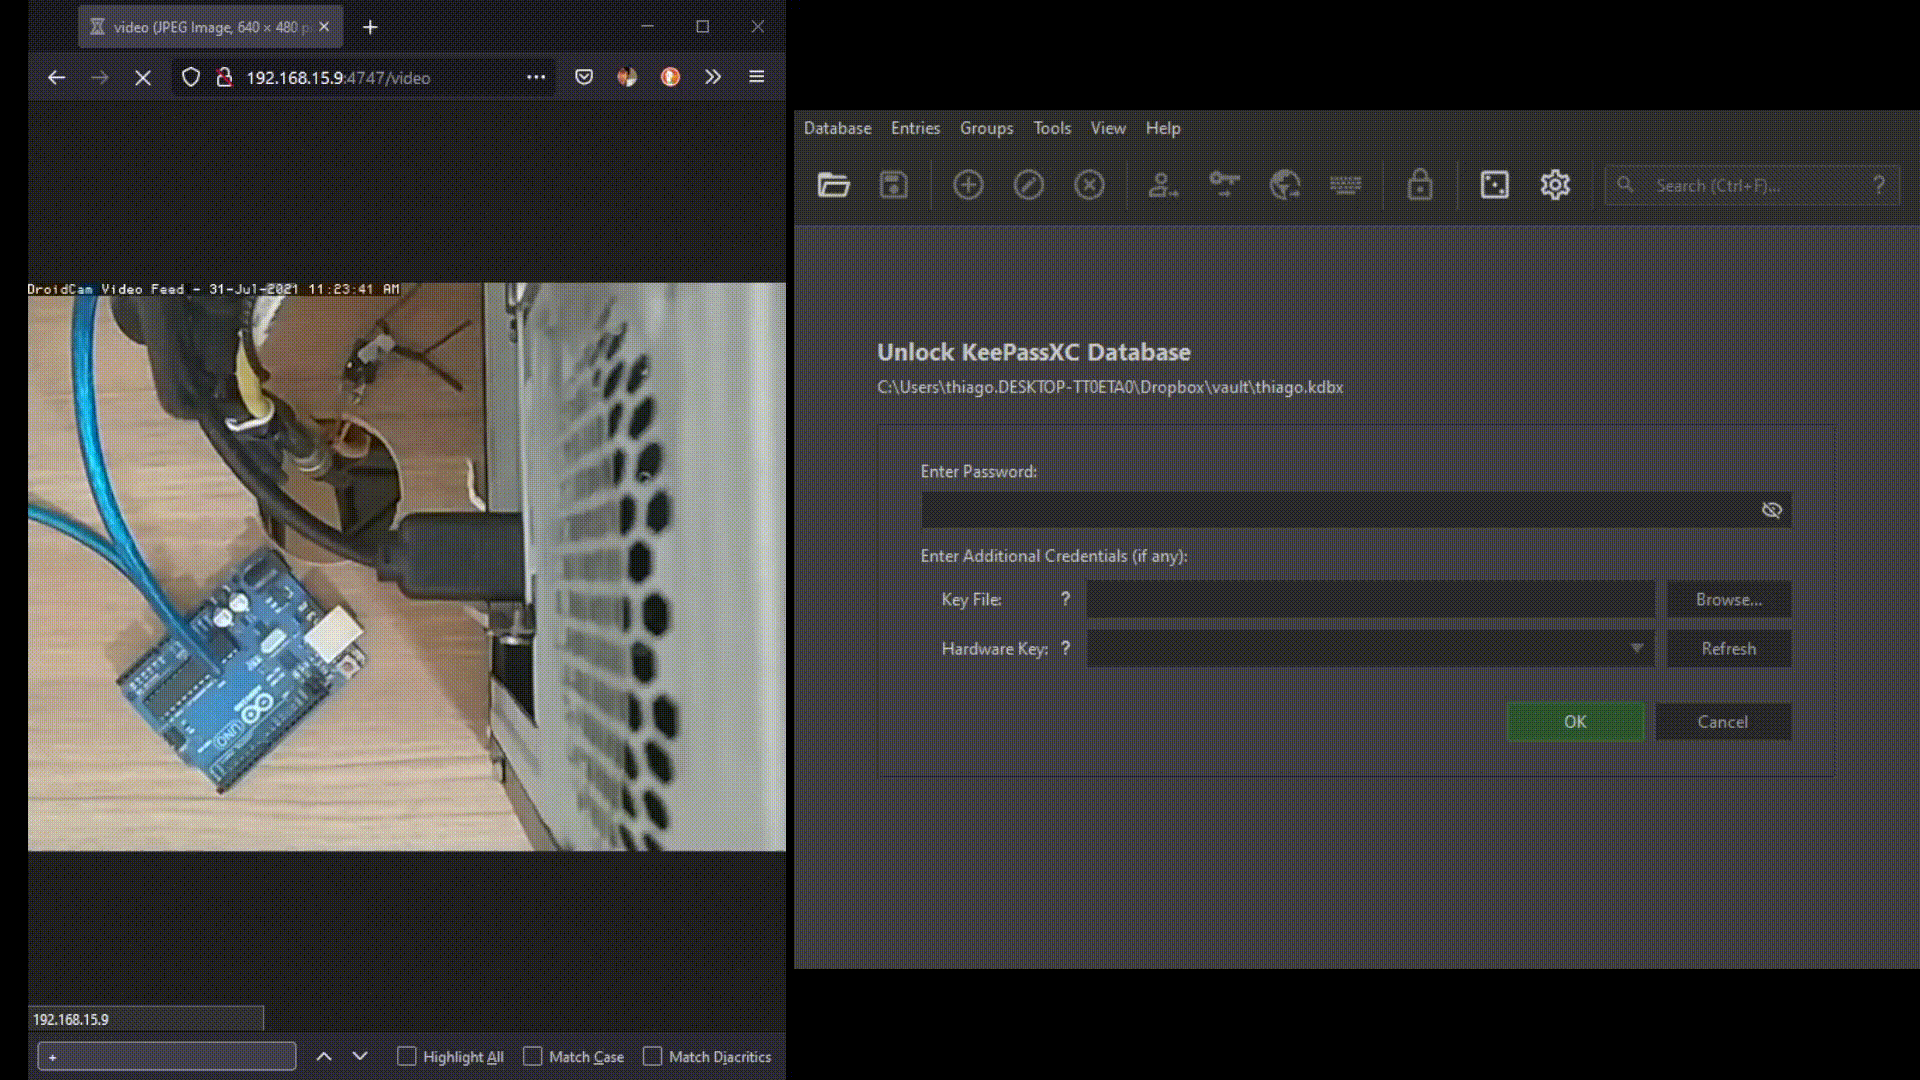 video (JPEG Image, 640 × 480 p
192.168.15.9:4747/video
DroidCam Video Feed - 31-Jul-2021 11:23:41 AM
UNO
192.168.15.9
+
Highlight All
Match Case
Match Diacritics
Database Entries Groups Tools View Help
Search (Ctrl+F)...
?
Unlock KeePassXC Database
C:\Users\thiago.DESKTOP-TT0ETA0\Dropbox\vault\thiago.kdbx
Enter Password:
Enter Additional Credentials (if any):
Key File: ? Browse...
Hardware Key: ? Refresh
OK Cancel